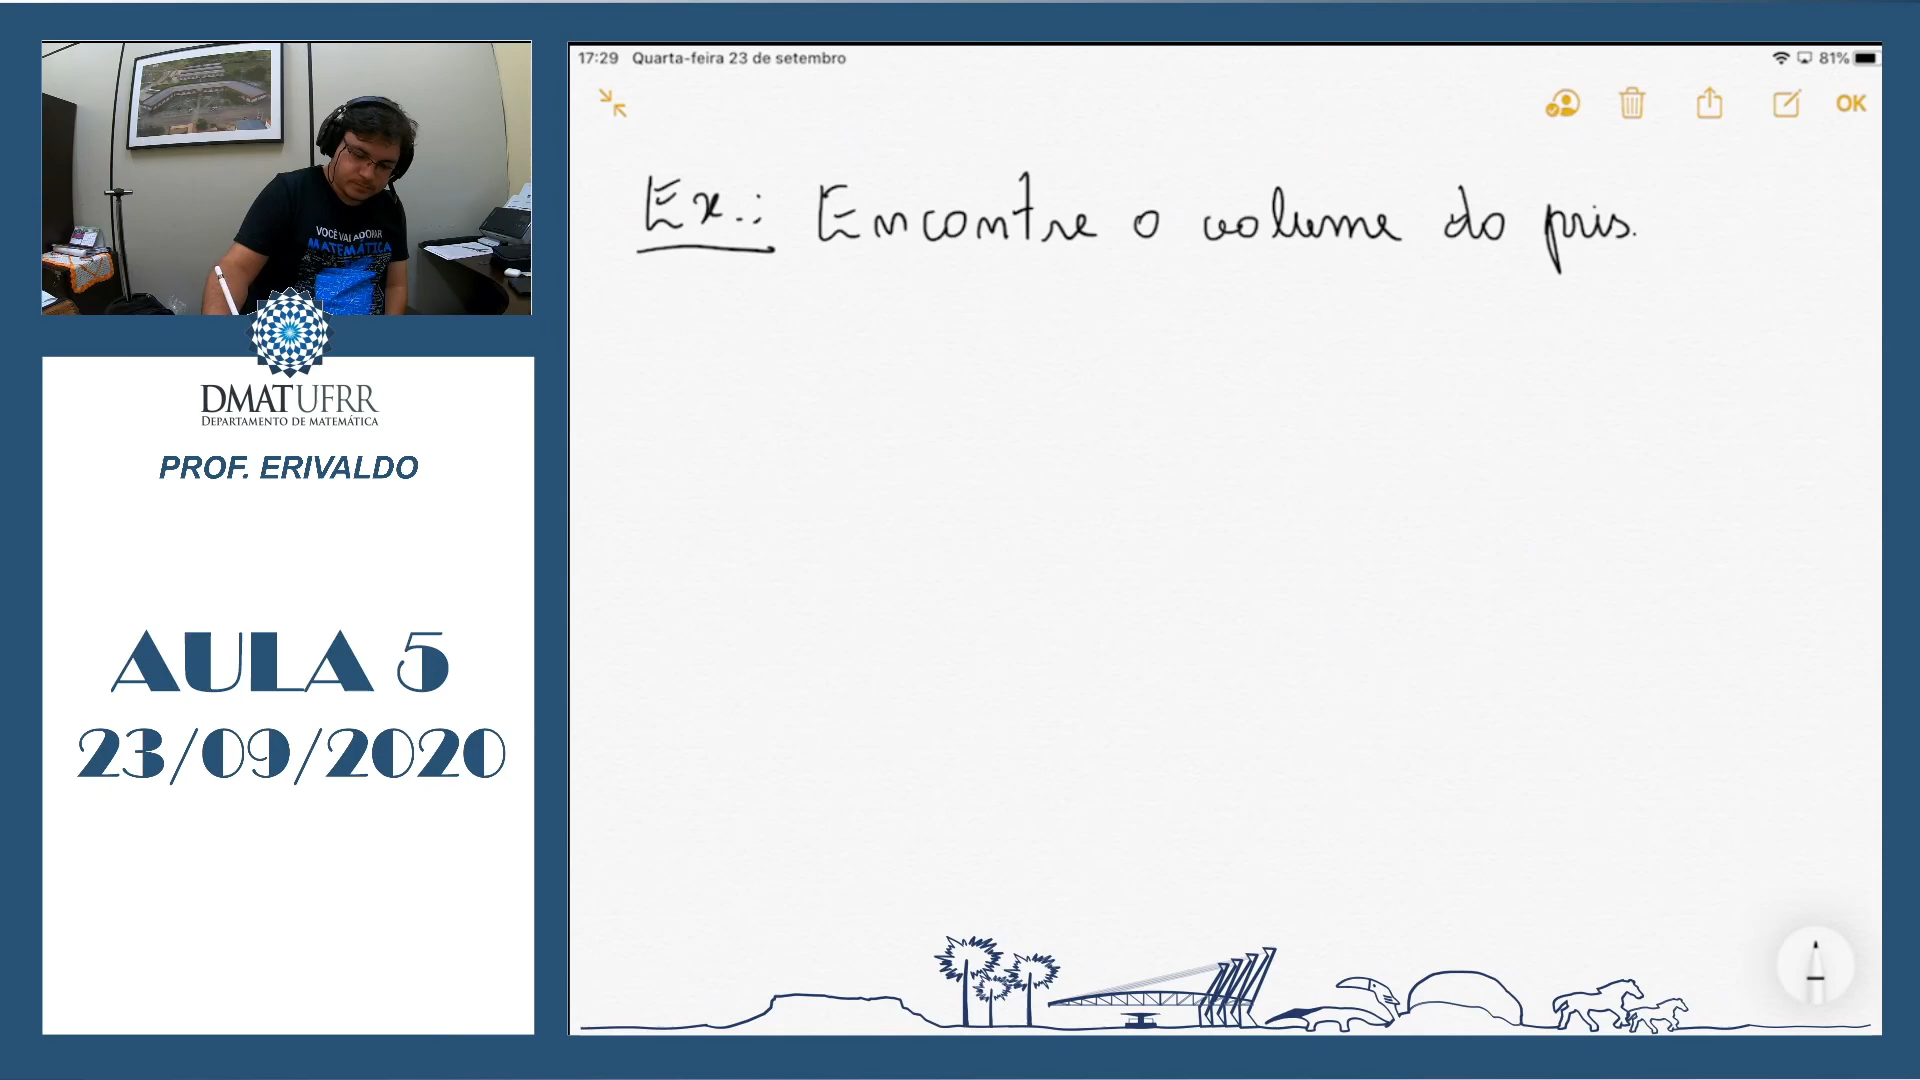 17:29 Quarta-feira 23 de setembro
81%
OK
Ex.: Encontre o volume do pris.
VOCÊ VAI ADORAR
MATEMÁTICA
DMATUFRR
DEPARTAMENTO DE MATEMÁTICA
PROF. ERIVALDO
AULA 5
23/09/2020